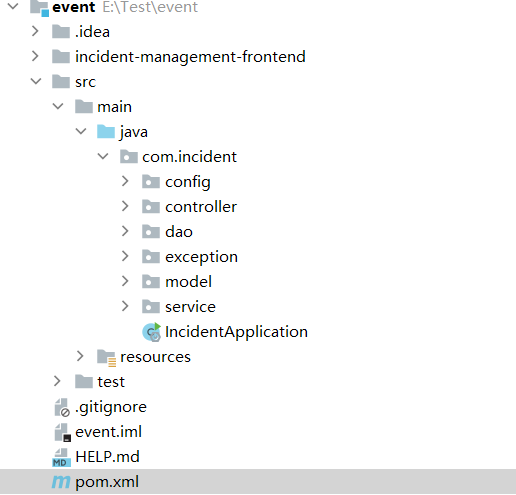 event E:\Test\event
.idea
incident-management-frontend
src
main
java
com.incident
config
controller
dao
exception
model
service
IncidentApplication
resources
test
.gitignore
event.iml
HELP.md
pom.xml